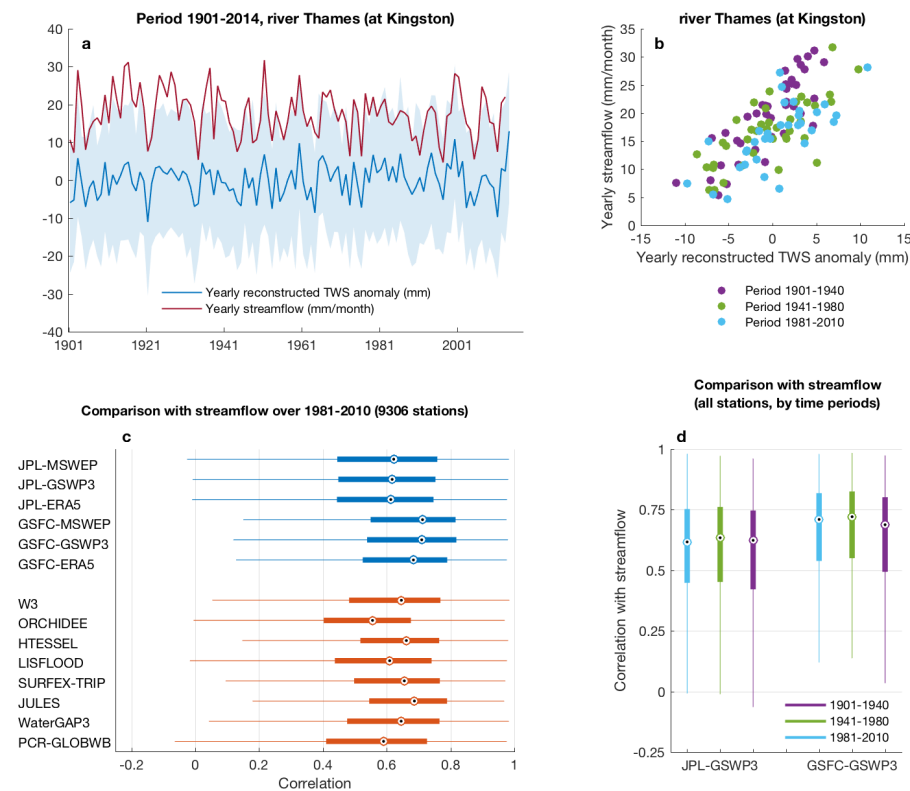 Period 1901-2014, river Thames (at Kingston)
a
40
30
20
10
0
-10
-20
-30
-40
1901 1921 1941 1961 1981 2001
Yearly reconstructed TWS anomaly (mm)
Yearly streamflow (mm/month)
river Thames (at Kingston)
b
Yearly streamflow (mm/month)
35
30
25
20
15
10
5
0
-15 -10 -5 0 5 10 15
Yearly reconstructed TWS anomaly (mm)
Period 1901-1940
Period 1941-1980
Period 1981-2010
Comparison with streamflow over 1981-2010 (9306 stations)
c
JPL-MSWEP
JPL-GSWP3
JPL-ERA5
GSFC-MSWEP
GSFC-GSWP3
GSFC-ERA5
W3
ORCHIDEE
HTESSEL
LISFLOOD
SURFEX-TRIP
JULES
WaterGAP3
PCR-GLOBWB
-0.2 0 0.2 0.4 0.6 0.8 1
Correlation
Comparison with streamflow
(all stations, by time periods)
d
Correlation with streamflow
1
0.75
0.5
0.25
0
-0.25
1901-1940
1941-1980
1981-2010
JPL-GSWP3 GSFC-GSWP3